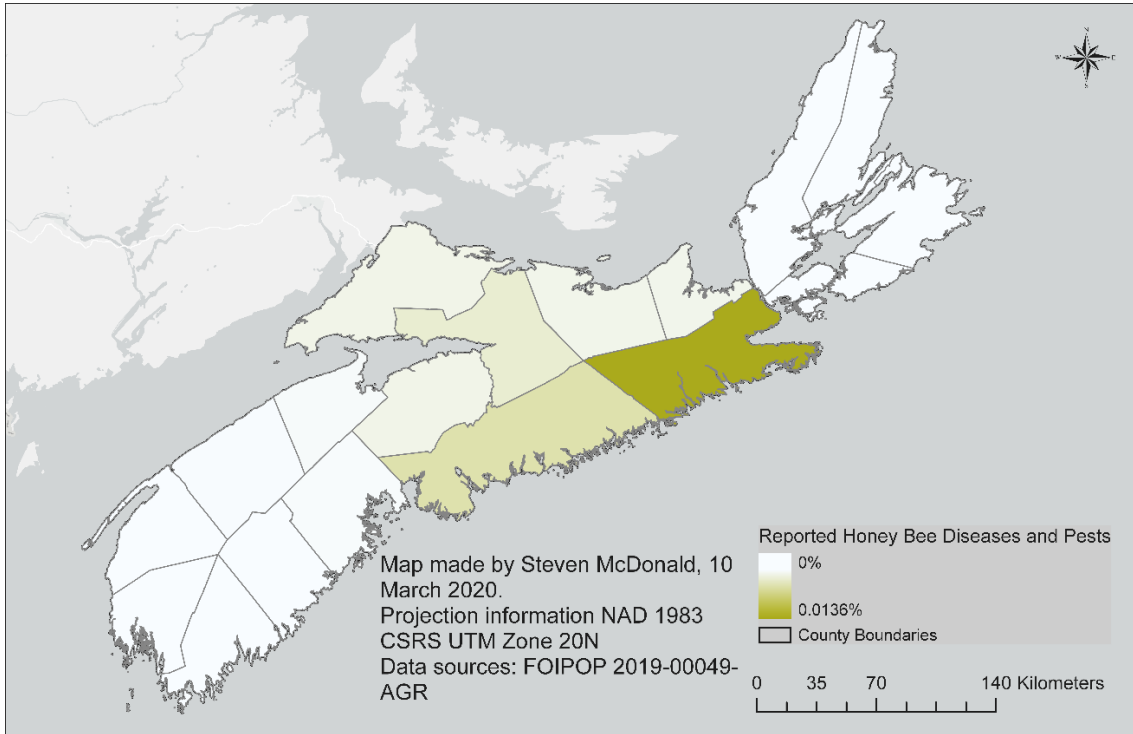 N
W E
S
Reported Honey Bee Diseases and Pests
0%
0.0136%
County Boundaries
Map made by Steven McDonald, 10
March 2020.
Projection information NAD 1983
CSRS UTM Zone 20N
Data sources: FOIPOP 2019-00049-
AGR
0 35 70 140 Kilometers